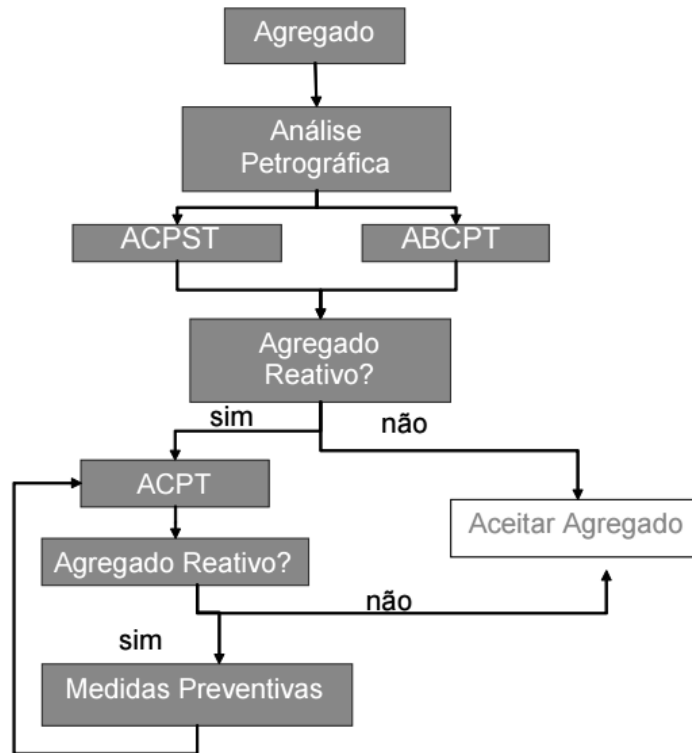 Agregado
Análise
Petrográfica
ACPST
ABCPT
Agregado
Reativo?
sim
não
ACPT
Aceitar Agregado
Agregado Reativo?
não
sim
Medidas Preventivas